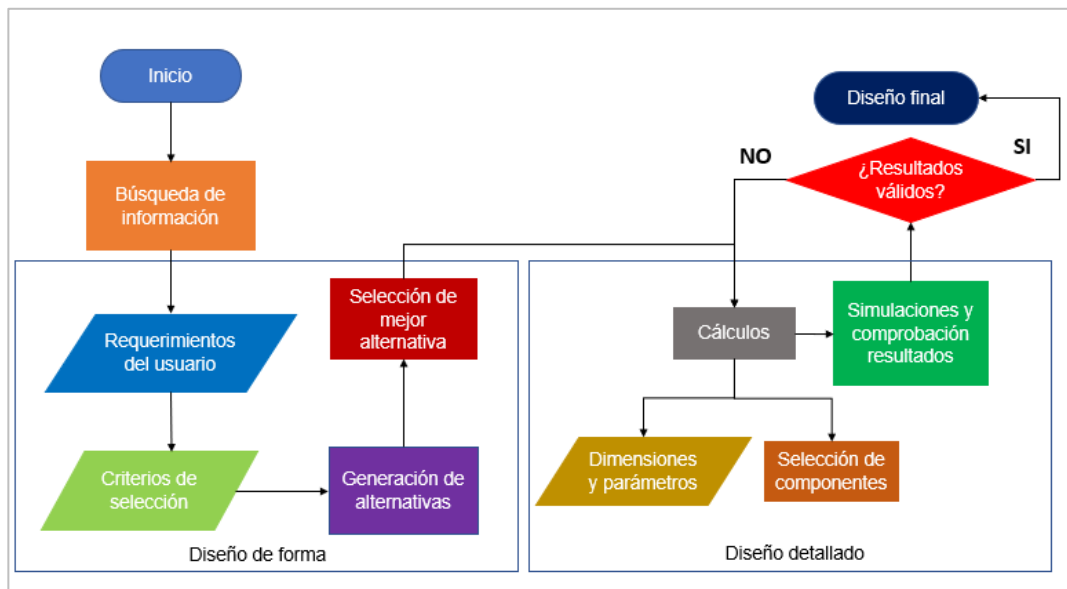 Inicio
Búsqueda de
información
Requerimientos
del usuario
Criterios de
selección
Generación de
alternativas
Selección de
mejor
alternativa
Diseño de forma
Diseño final
NO
SI
¿Resultados
válidos?
Cálculos
Simulaciones y
comprobación
resultados
Dimensiones
y parámetros
Selección de
componentes
Diseño detallado